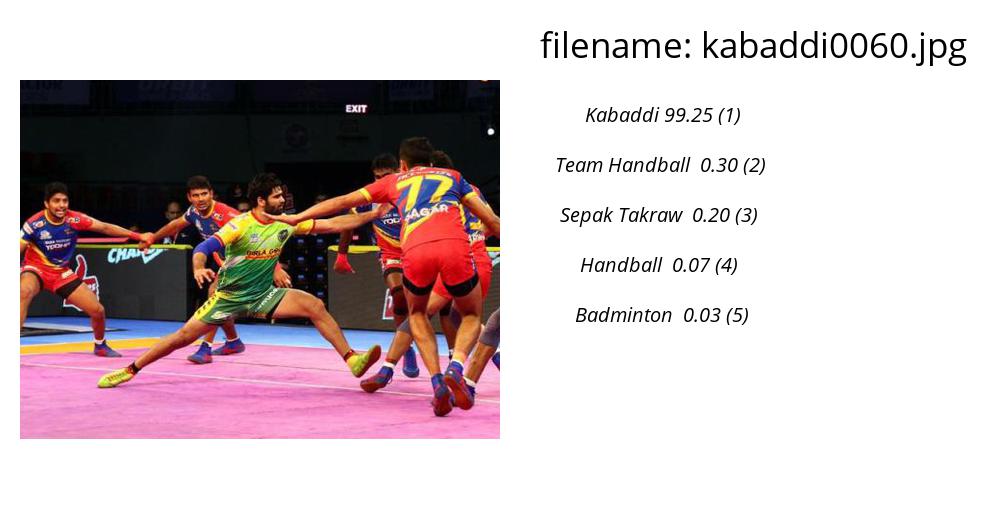 filename: kabaddi0060.jpg
Kabaddi 99.25 (1)
Team Handball 0.30 (2)
Sepak Takraw 0.20 (3)
Handball 0.07 (4)
Badminton 0.03 (5)
EXIT
77
SAGAR